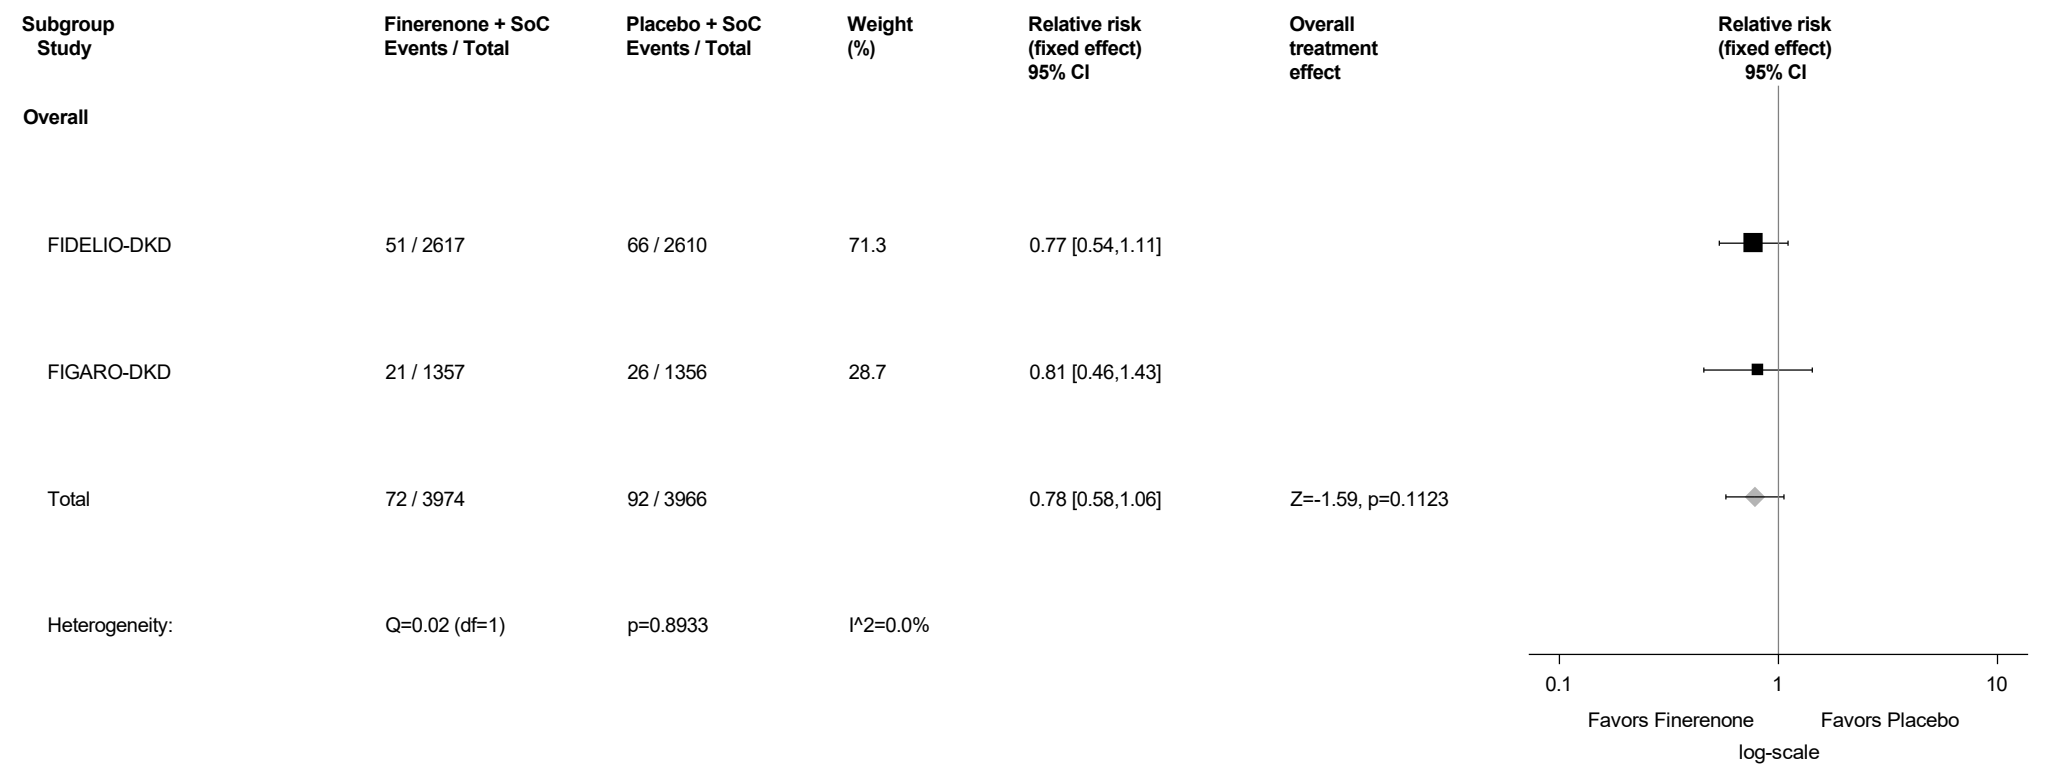 Subgroup Finerenone + SoC Placebo + SoC Weight Relative risk Overall Relative risk
Study Events / Total Events / Total (%) (fixed effect) treatment (fixed effect)
95% CI effect 95% CI
Overall
FIDELIO-DKD 51 / 2617 66 / 2610 71.3 0.77 [0.54,1.11]
FIGARO-DKD 21 / 1357 26 / 1356 28.7 0.81 [0.46,1.43]
Total 72 / 3974 92 / 3966 0.78 [0.58,1.06] Z=-1.59, p=0.1123
Heterogeneity: Q=0.02 (df=1) p=0.8933 I^2=0.0%
0.1 1 10
Favors Finerenone Favors Placebo
log-scale